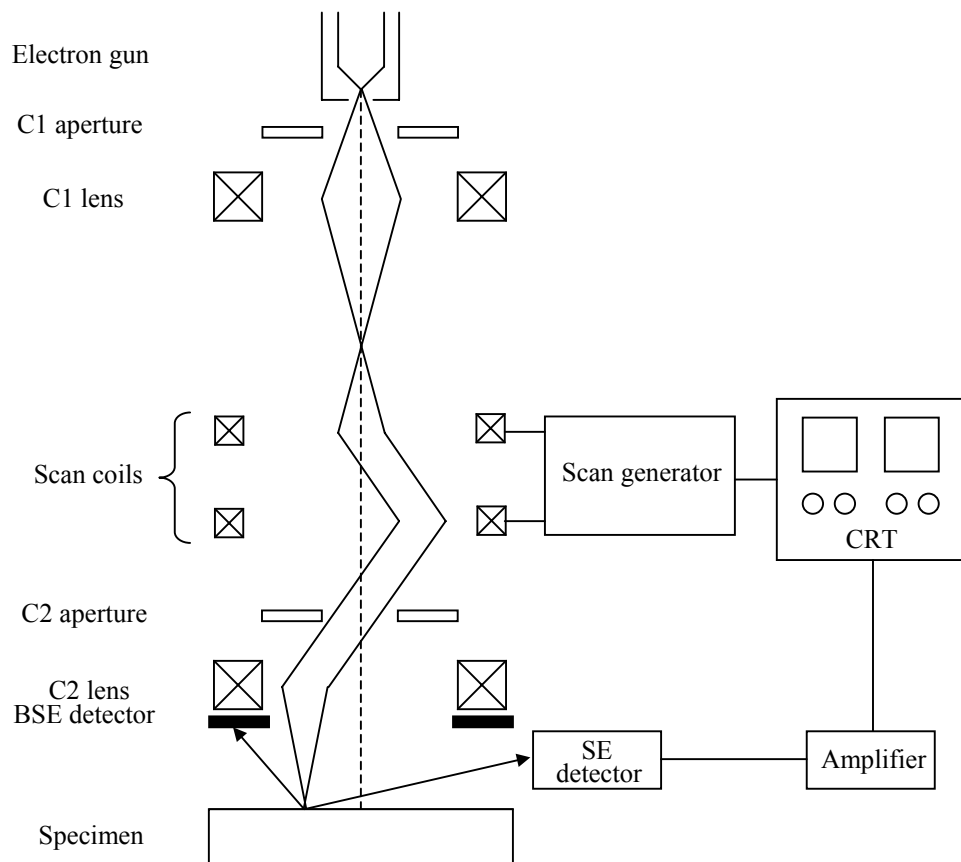 Electron gun
C1 aperture
C1 lens
Scan coils
Scan generator
CRT
C2 aperture
C2 lens
BSE detector
SE
detector
Amplifier
Specimen